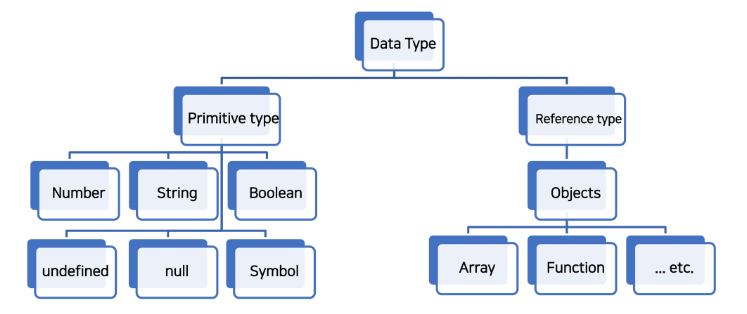 Data Type
Primitive type
Reference type
Number
String
Boolean
Objects
undefined
null
Symbol
Array
Function
... etc.